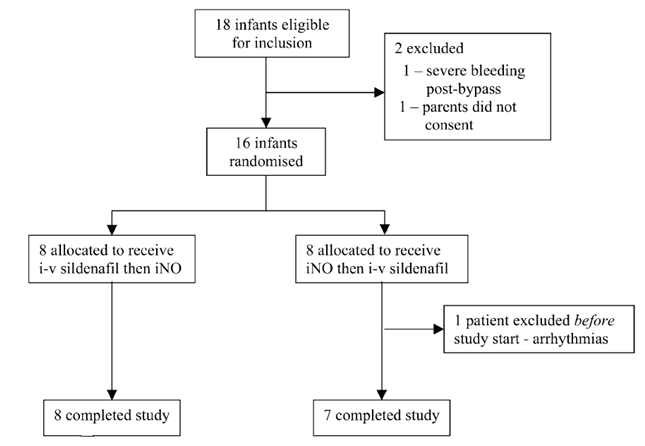 18 infants eligible
for inclusion
2 excluded
1 – severe bleeding
post-bypass
1 – parents did not
consent
16 infants
randomised
8 allocated to receive
i-v sildenafil then iNO
8 allocated to receive
iNO then i-v sildenafil
1 patient excluded before
study start - arrhythmias
8 completed study
7 completed study